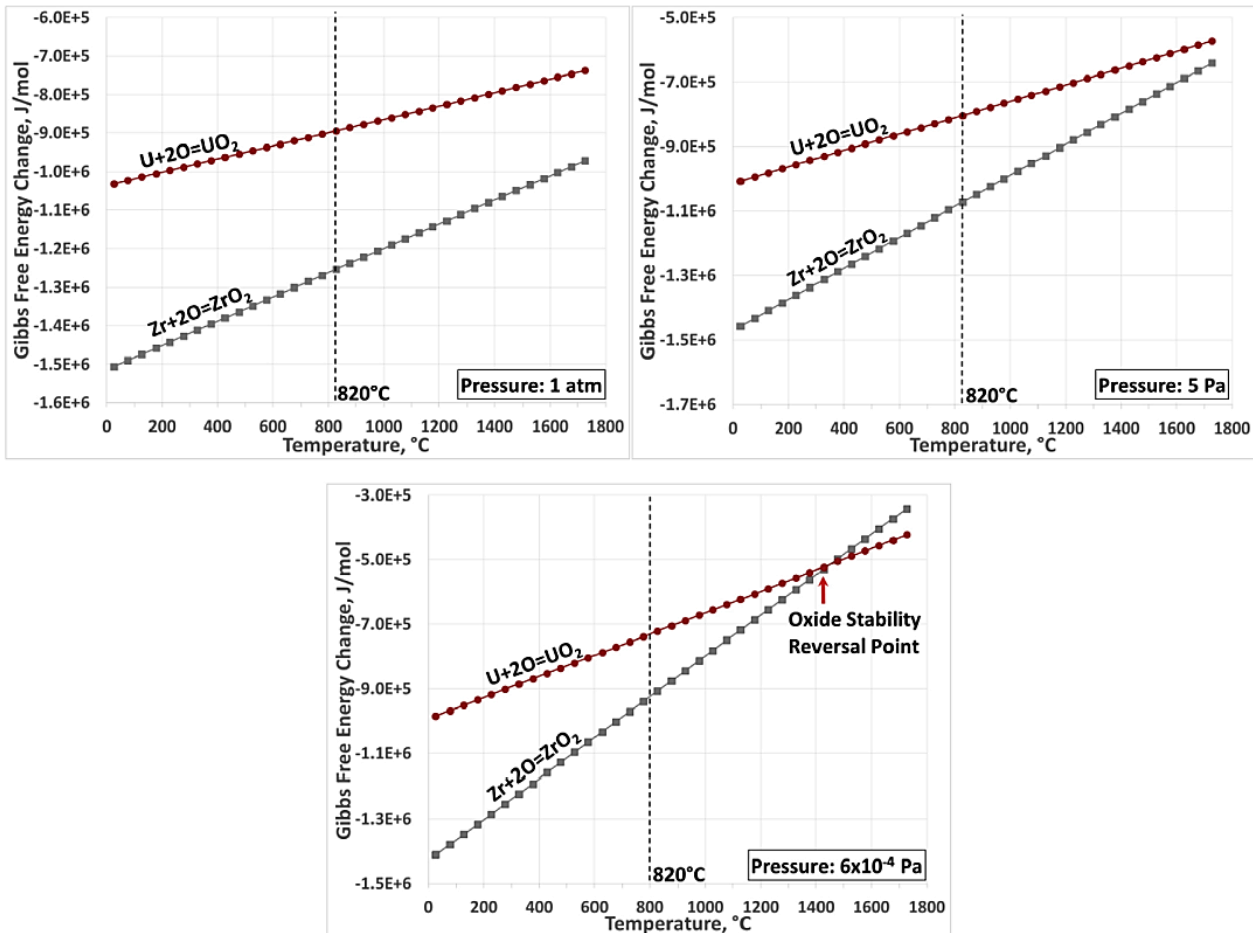 -6.0E+5
-7.0E+5
-8.0E+5
-9.0E+5
-1.0E+6
-1.1E+6
-1.2E+6
-1.3E+6
-1.4E+6
-1.5E+6
-1.6E+6
Gibbs Free Energy Change, J/mol
U+2O=UO₂
Zr+2O=ZrO₂
Pressure: 1 atm
820°C
0 200 400 600 800 1000 1200 1400 1600 1800
Temperature, °C
-5.0E+5
-7.0E+5
-9.0E+5
-1.1E+6
-1.3E+6
-1.5E+6
-1.7E+6
Gibbs Free Energy Change, J/mol
U+2O=UO₂
Zr+2O=ZrO₂
Pressure: 5 Pa
820°C
0 200 400 600 800 1000 1200 1400 1600 1800
Temperature, °C
-3.0E+5
-5.0E+5
-7.0E+5
-9.0E+5
-1.1E+6
-1.3E+6
-1.5E+6
Gibbs Free Energy Change, J/mol
Oxide Stability
Reversal Point
U+2O=UO₂
Zr+2O=ZrO₂
Pressure: 6x10⁻⁴ Pa
820°C
0 200 400 600 800 1000 1200 1400 1600 1800
Temperature, °C